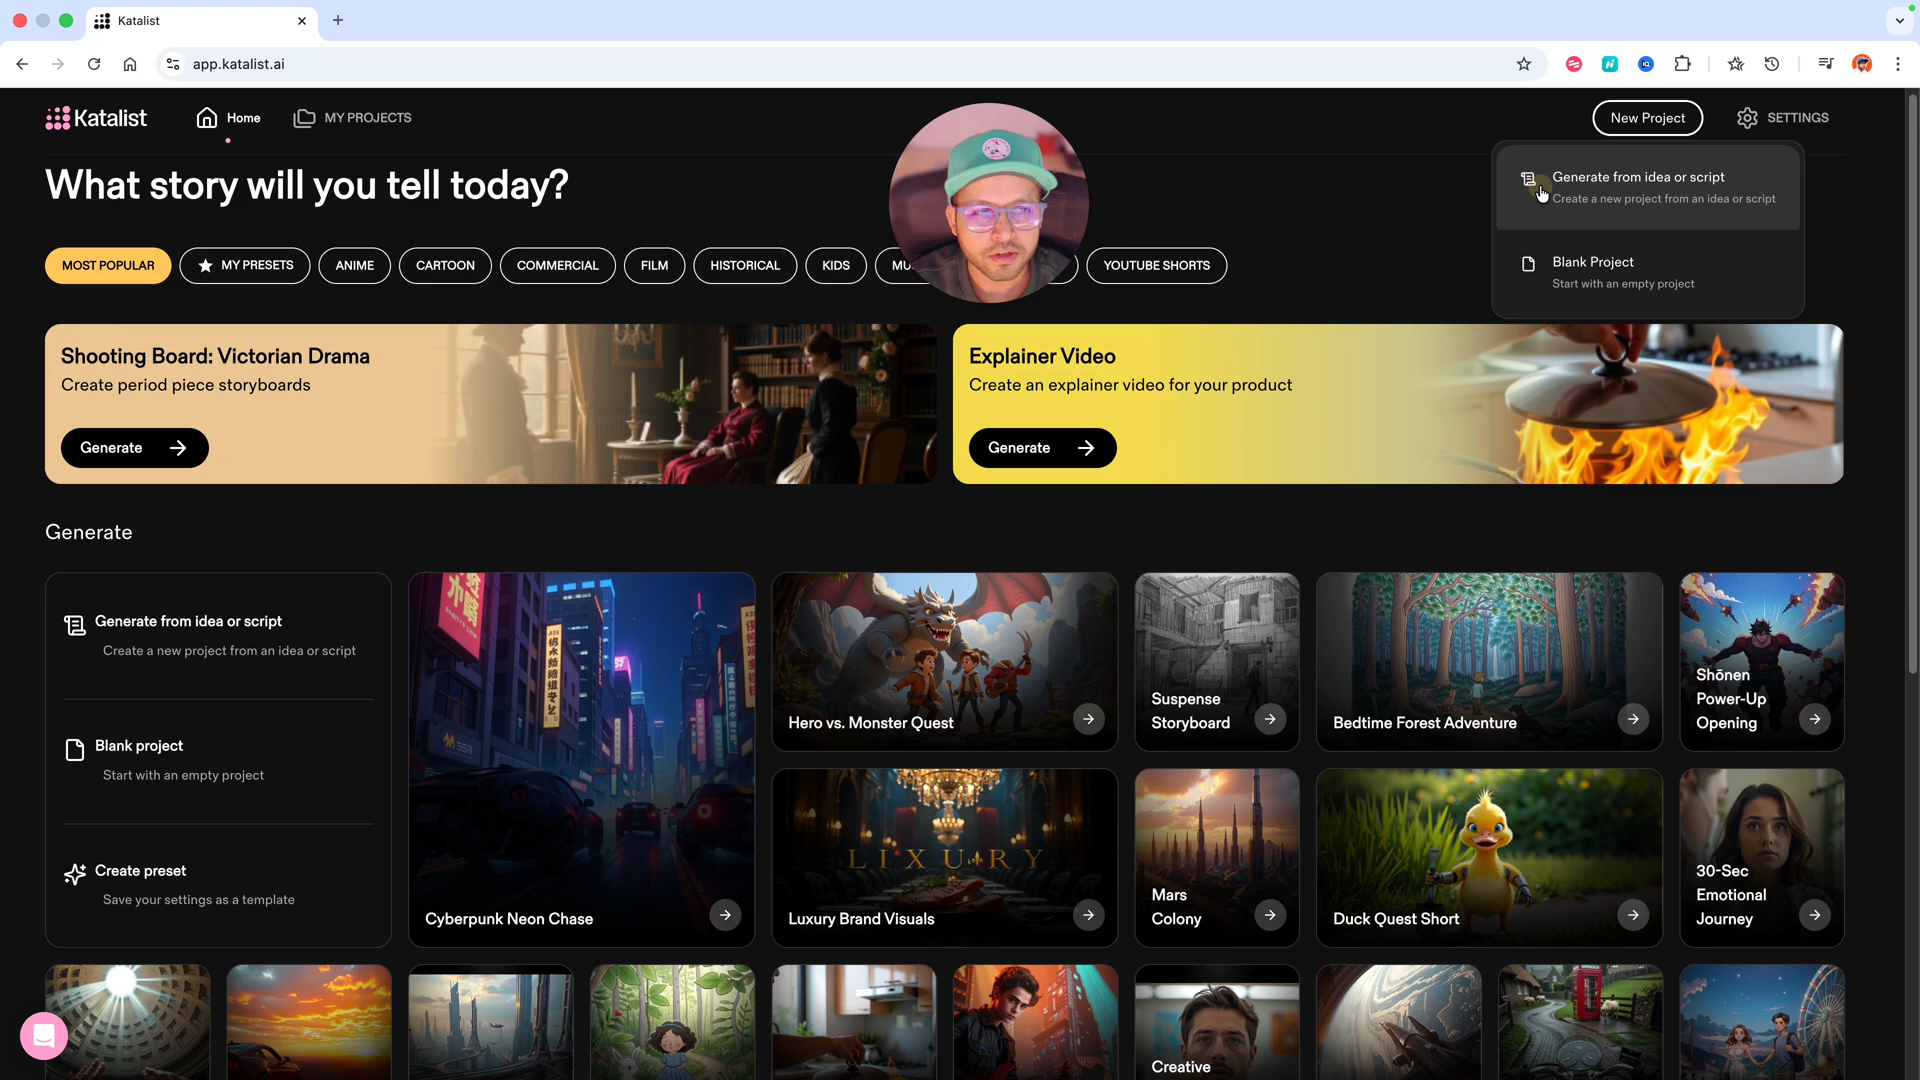 Katalist
app.katalist.ai
Katalist
Home
MY PROJECTS
New Project
SETTINGS
Generate from idea or script
Create a new project from an idea or script
Blank Project
Start with an empty project
What story will you tell today?
MOST POPULAR
MY PRESETS
ANIME
CARTOON
COMMERCIAL
FILM
HISTORICAL
KIDS
YOUTUBE SHORTS
Shooting Board: Victorian Drama
Create period piece storyboards
Generate
Explainer Video
Create an explainer video for your product
Generate
Generate
Generate from idea or script
Create a new project from an idea or script
Blank project
Start with an empty project
Create preset
Save your settings as a template
Cyberpunk Neon Chase
Hero vs. Monster Quest
Suspense
Storyboard
Bedtime Forest Adventure
Shōnen
Power-Up
Opening
LIXURY
Luxury Brand Visuals
Mars
Colony
Duck Quest Short
30-Sec
Emotional
Journey
Creative